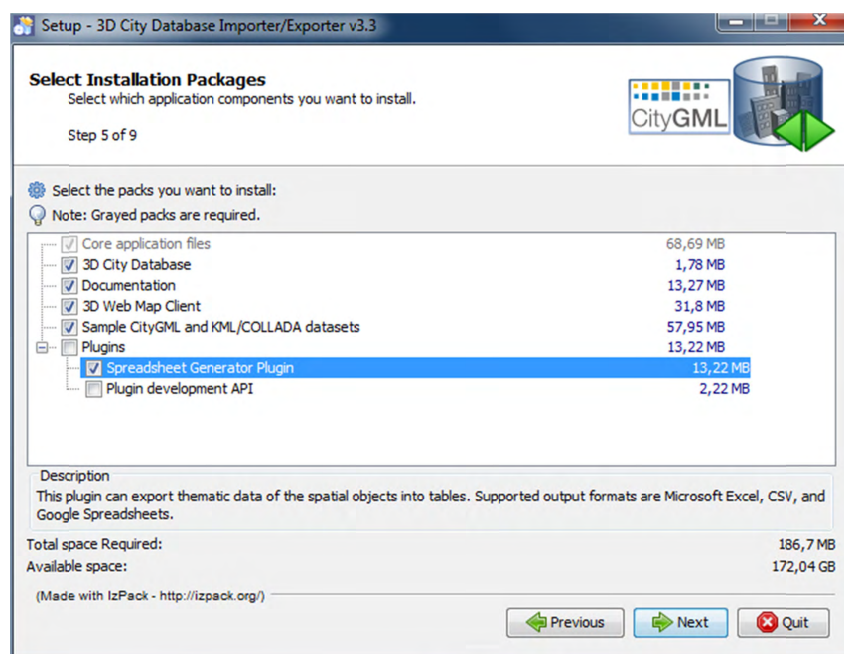 Setup - 3D City Database Importer/Exporter v3.3
Select Installation Packages
Select which application components you want to install.
Step 5 of 9
CityGML
Select the packs you want to install:
Note: Grayed packs are required.
Core application files 68,69 MB
3D City Database 1,78 MB
Documentation 13,27 MB
3D Web Map Client 31,8 MB
Sample CityGML and KML/COLLADA datasets 57,95 MB
Plugins 13,22 MB
Spreadsheet Generator Plugin 13,22 MB
Plugin development API 2,22 MB
Description
This plugin can export thematic data of the spatial objects into tables. Supported output formats are Microsoft Excel, CSV, and
Google Spreadsheets.
Total space Required: 186,7 MB
Available space: 172,04 GB
(Made with IzPack - http://izpack.org/)
Previous Next Quit